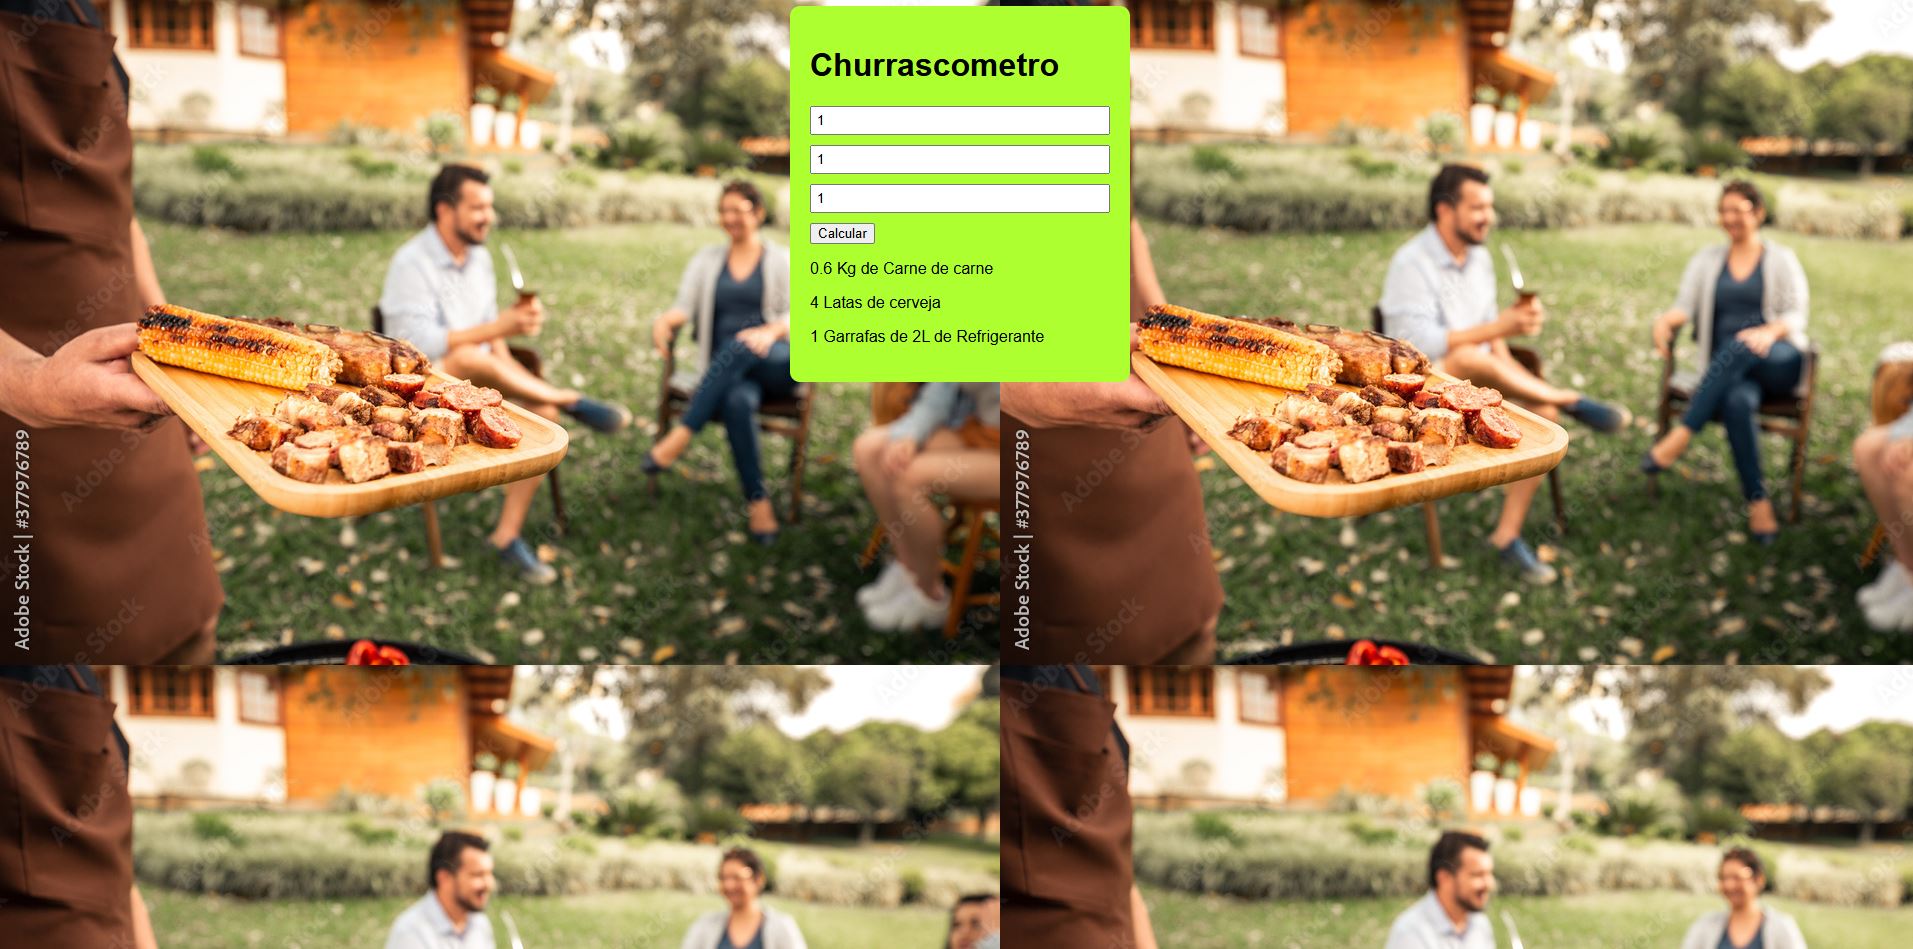 Churrascometro
1
1
1
Calcular
0.6 Kg de Carne de carne
4 Latas de cerveja
1 Garrafas de 2L de Refrigerante
Adobe Stock | #377976789
Adobe Stock | #377976789